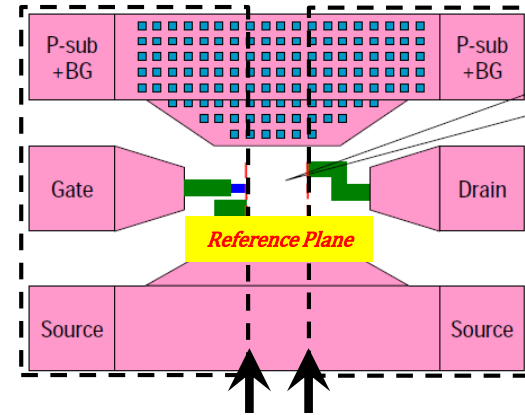 P-sub
+BG
P-sub
+BG
Gate
Drain
Reference Plane
Source
Source